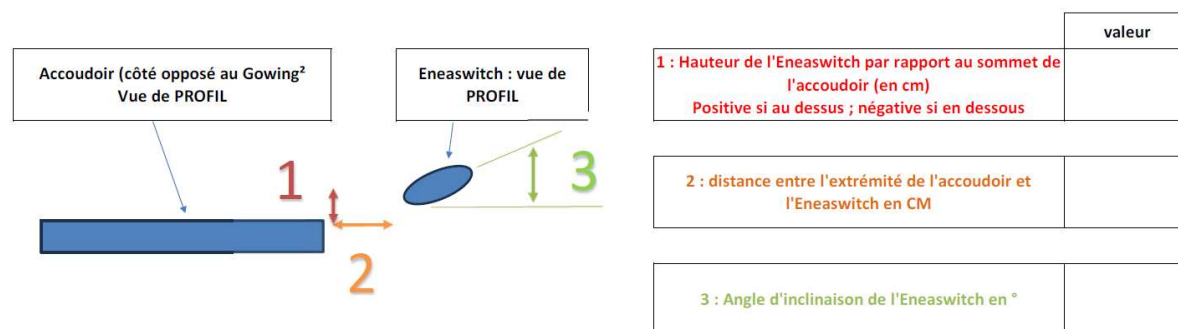 valeur
Accoudoir (côté opposé au Gowing²
Vue de PROFIL
Eneaswitch : vue de
PROFIL
1 : Hauteur de l'Eneaswitch par rapport au sommet de
l'accoudoir (en cm)
Positive si au dessus ; négative si en dessous
1
3
2
2 : distance entre l'extrémité de l'accoudoir et
l'Eneaswitch en CM
3 : Angle d'inclinaison de l'Eneaswitch en °